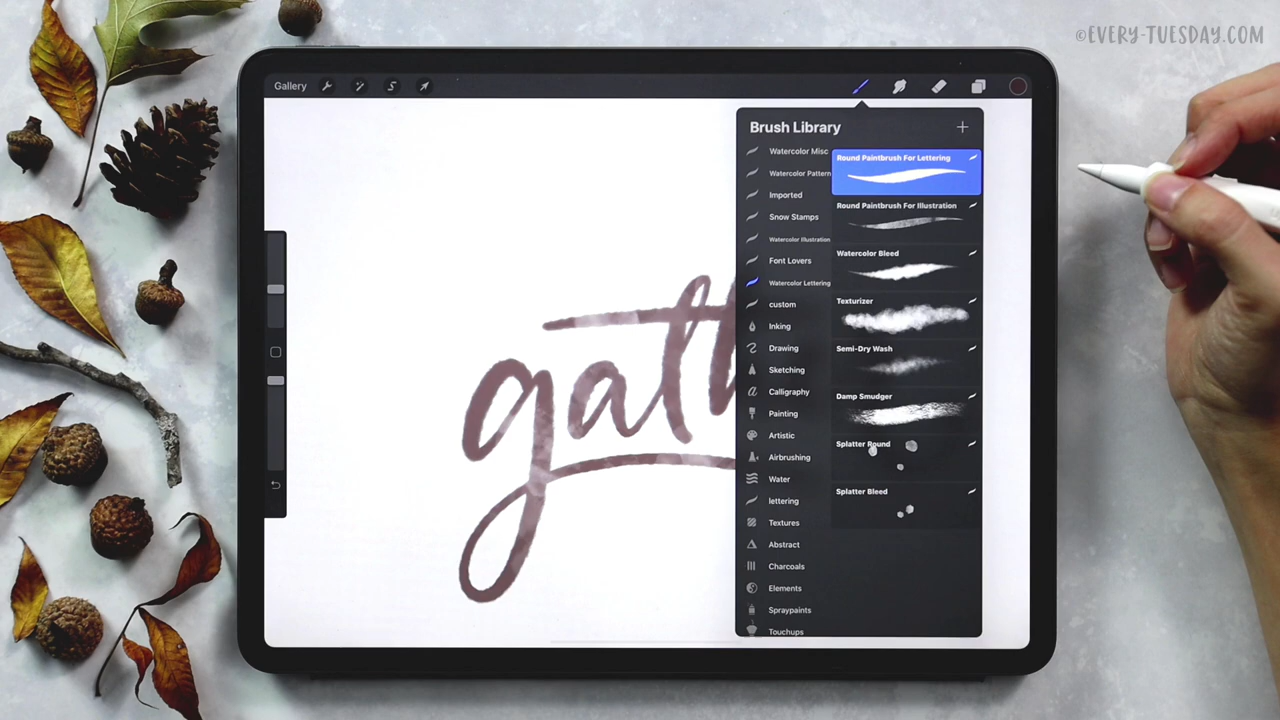 ©EVERY-TUESDAY.COM
Gallery
Brush Library
Watercolor Misc
Watercolor Pattern
Imported
Snow Stamps
Watercolor Illustration
Font Lovers
Watercolor Lettering
custom
Inking
Drawing
Sketching
Calligraphy
Painting
Artistic
Airbrushing
Water
lettering
Textures
Abstract
Charcoals
Elements
Spraypaints
Touchups
Round Paintbrush For Lettering
Round Paintbrush For Illustration
Watercolor Bleed
Texturizer
Semi-Dry Wash
Damp Smudger
Splatter Round
Splatter Bleed
gath